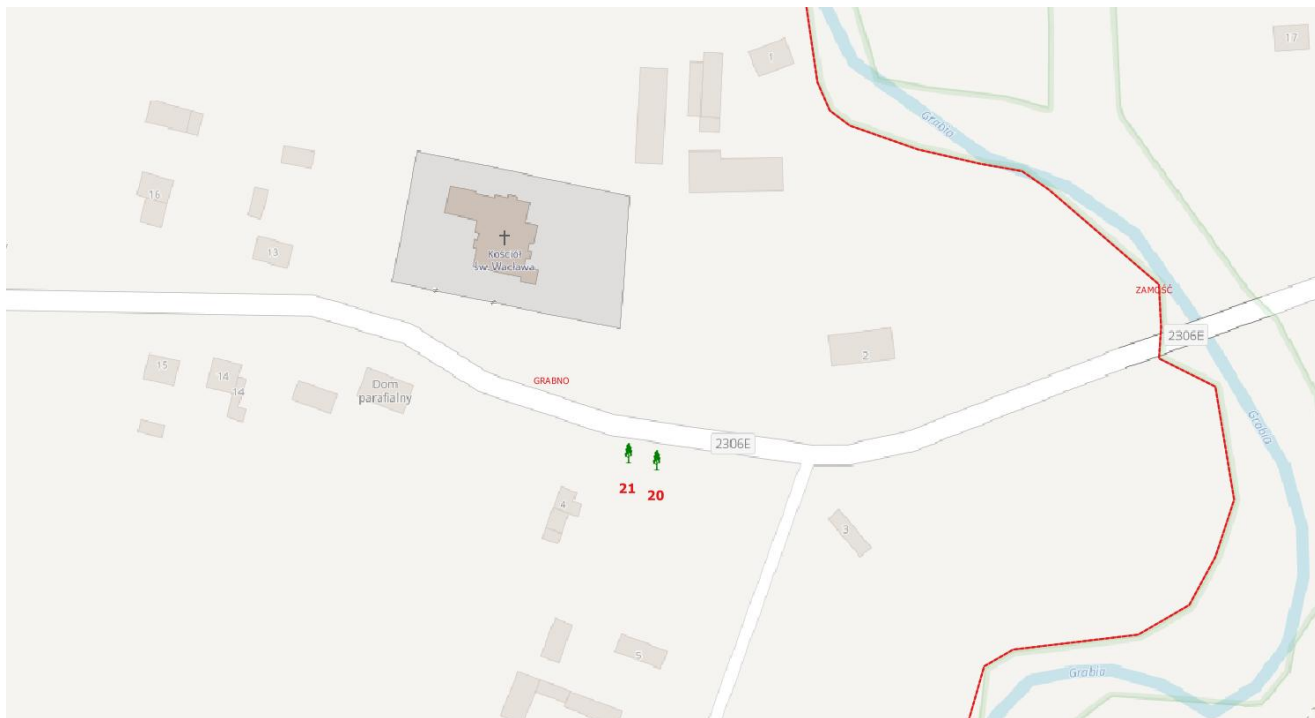 17
1
Grabia
16
13
Kościół
św. Wacława
ZAMOŚĆ
2306E
2
15
14
14
Dom
parafialny
GRABNO
2306E
Grabia
21
20
4
3
5
Grabia